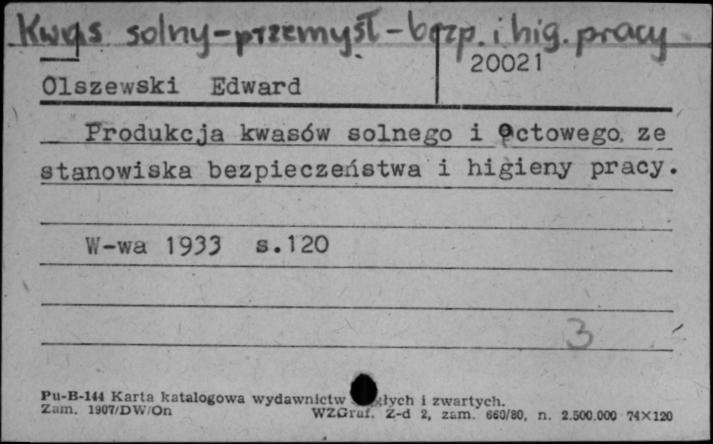 Kwas solny - przemysł - bezp. i hig. pracy
20021
Olszewski Edward
Produkcja kwasów solnego i octowego, ze
stanowiska bezpieczeństwa i higieny pracy.
W-wa 1933 s.120
3
Pu-B-144 Karta katalogowa wydawnictw i zwartych.
Zam. 1907/DW/On WZGraf. Z-d 2, zam. 660/80, n. 2.500.000 74X120